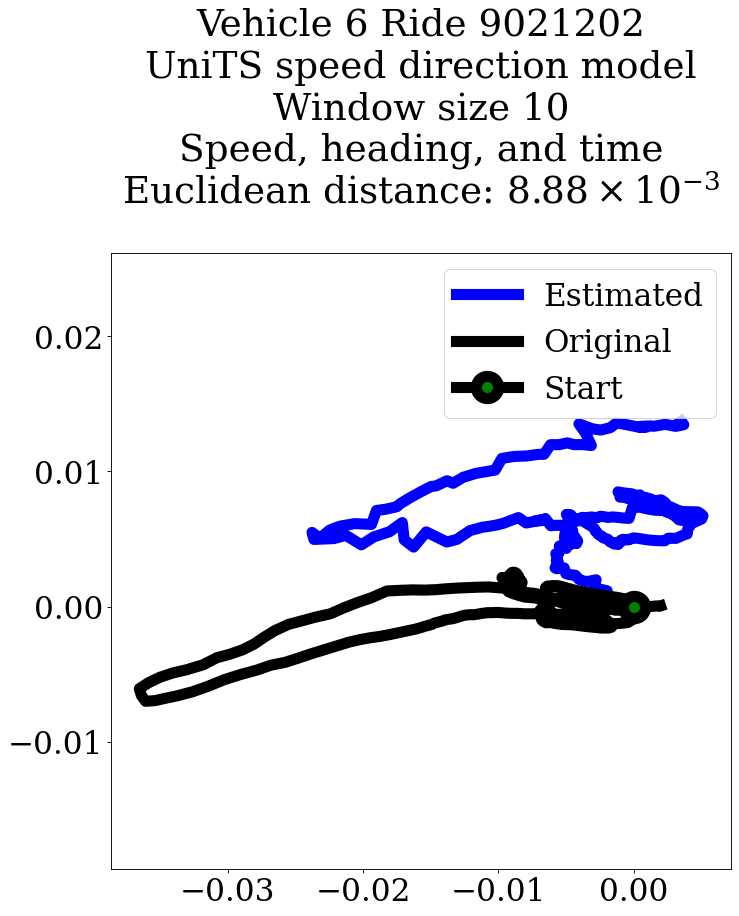 Vehicle 6 Ride 9021202
UniTS speed direction model
Window size 10
Speed, heading, and time
Euclidean distance: 8.88 × 10⁻³
Estimated
Original
Start
0.02
0.01
0.00
−0.01
−0.03 −0.02 −0.01 0.00